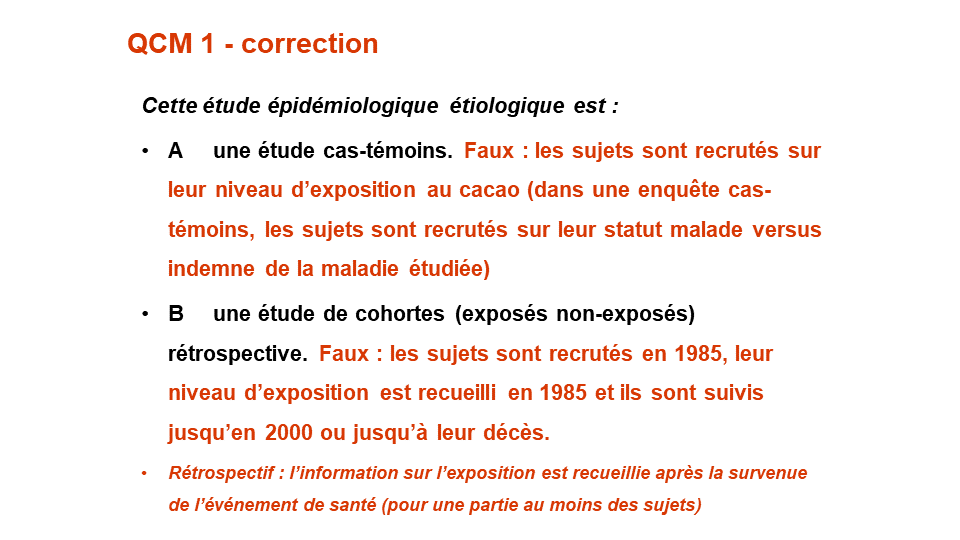 QCM 1 - correction
Cette étude épidémiologique étiologique est :
• A une étude cas-témoins. Faux : les sujets sont recrutés sur
leur niveau d’exposition au cacao (dans une enquête cas-
témoins, les sujets sont recrutés sur leur statut malade versus
indemne de la maladie étudiée)
• B une étude de cohortes (exposés non-exposés)
rétrospective. Faux : les sujets sont recrutés en 1985, leur
niveau d’exposition est recueilli en 1985 et ils sont suivis
jusqu’en 2000 ou jusqu’à leur décès.
• Rétrospectif : l’information sur l’exposition est recueillie après la survenue
de l’événement de santé (pour une partie au moins des sujets)